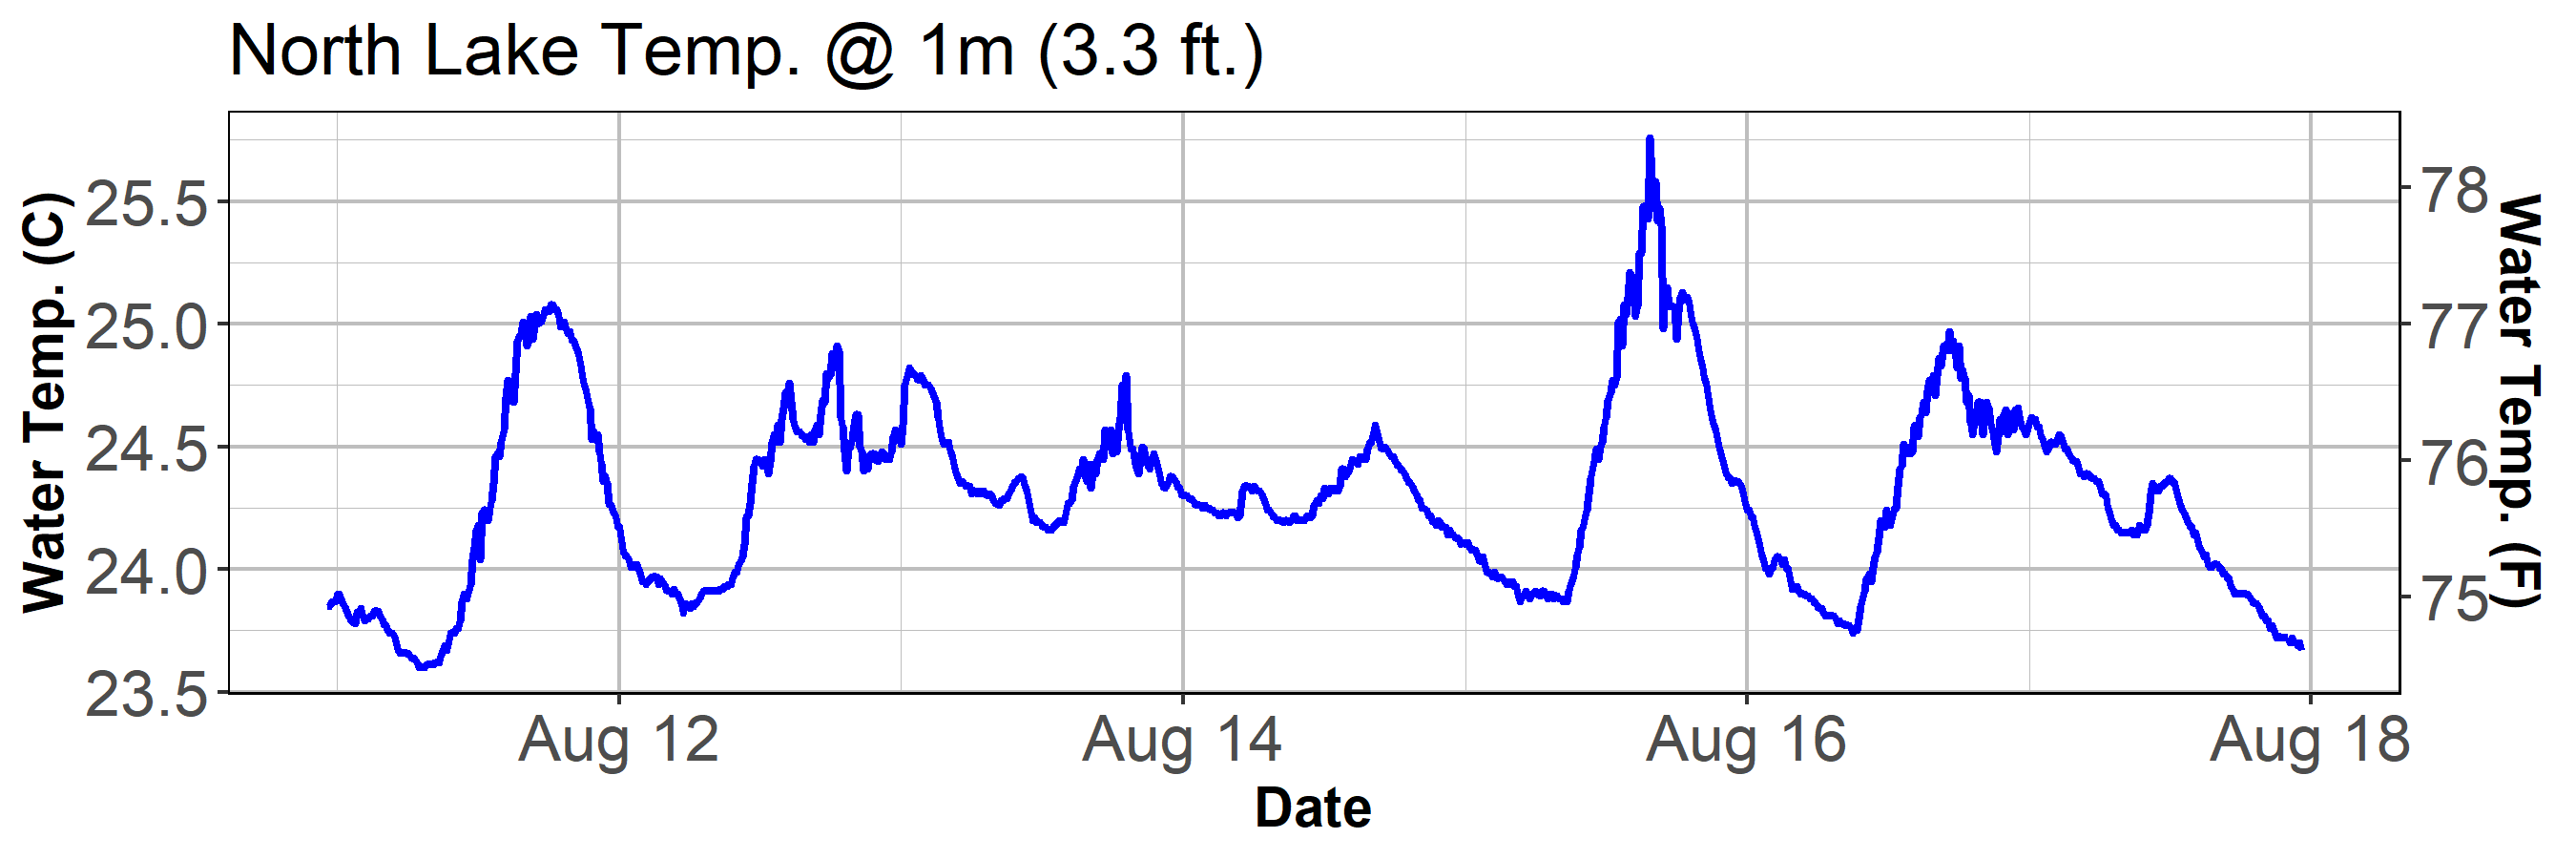 North Lake Temp. @ 1m (3.3 ft.)
Water Temp. (C)
25.5
25.0
24.5
24.0
23.5
78
77
76
75
Water Temp. (F)
Aug 12
Aug 14
Aug 16
Aug 18
Date